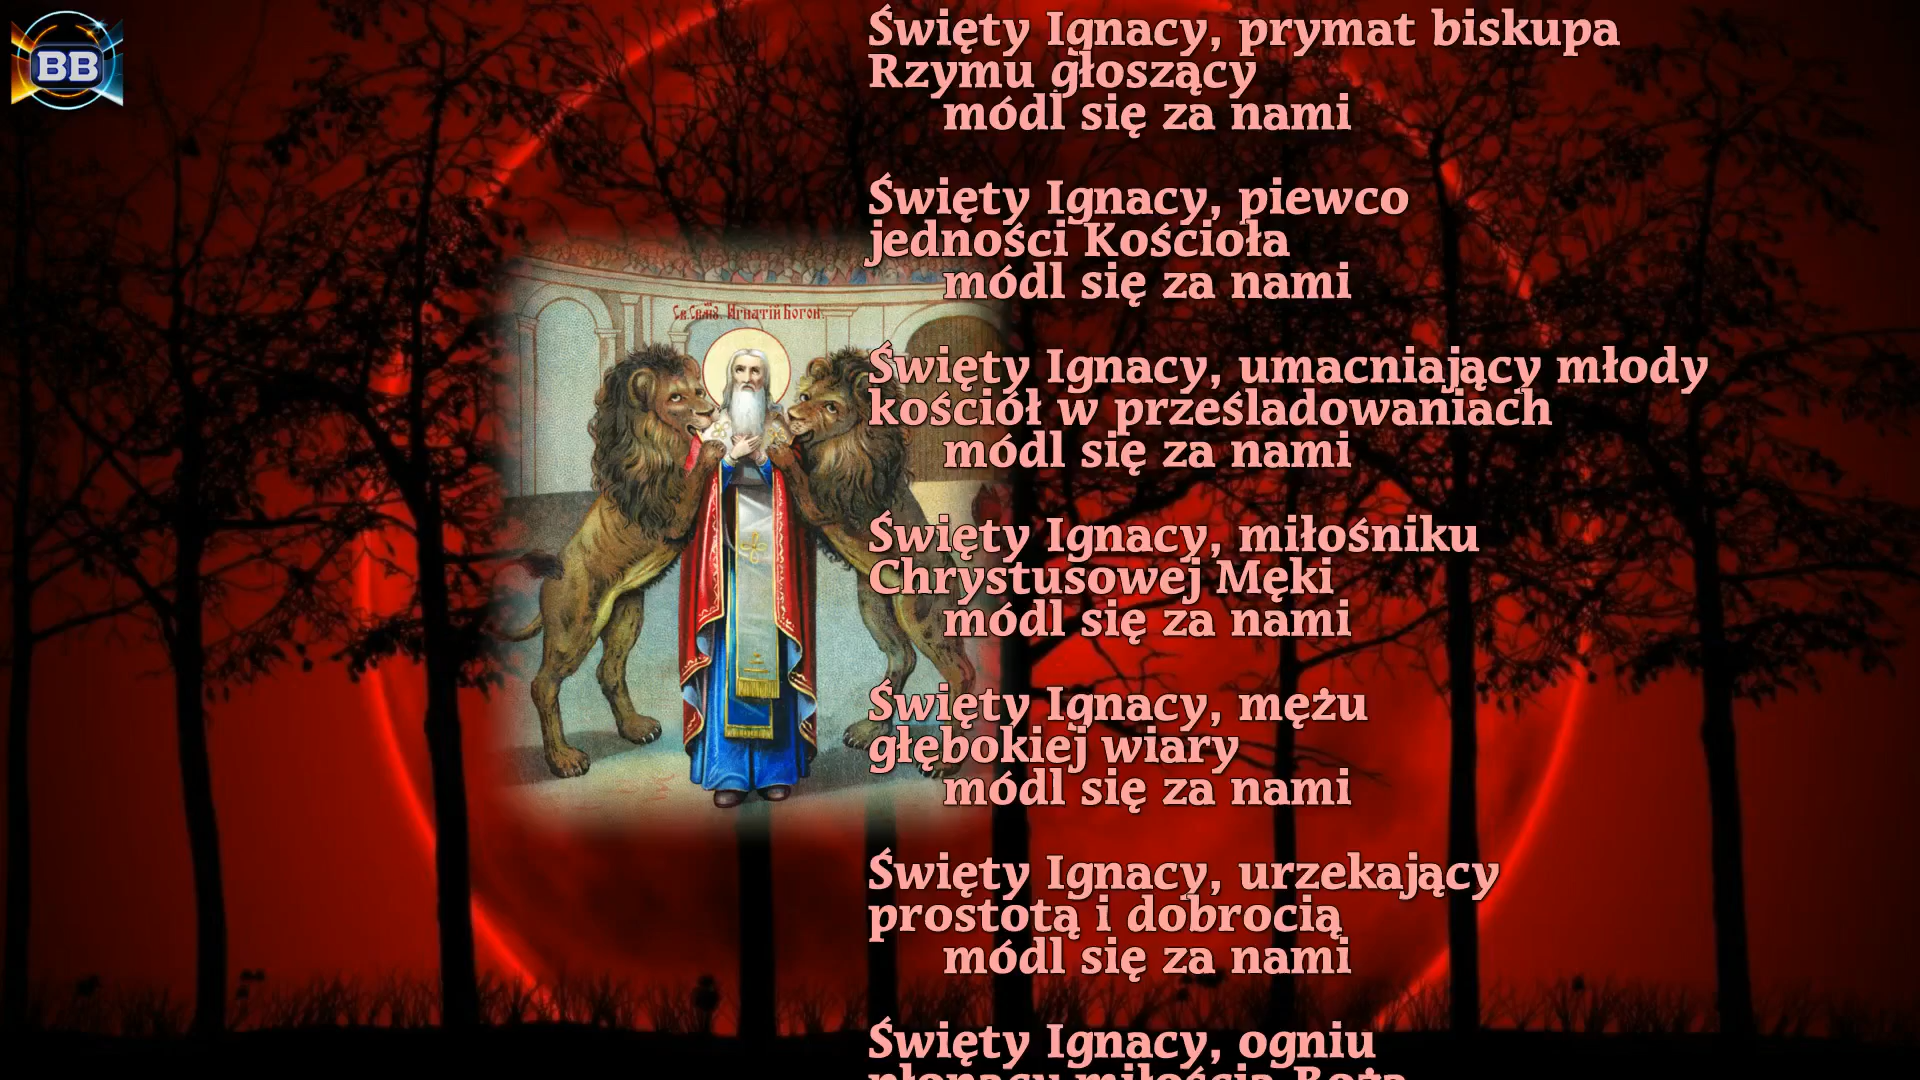 BB
Święty Ignacy, prymat biskupa
Rzymu głoszący
módl się za nami
Święty Ignacy, piewco
jedności Kościoła
módl się za nami
Święty Ignacy, umacniający młody
kościół w prześladowaniach
módl się za nami
Święty Ignacy, miłośniku
Chrystusowej Męki
módl się za nami
Święty Ignacy, mężu
głębokiej wiary
módl się za nami
Święty Ignacy, urzekający
prostotą i dobrocią
módl się za nami
Święty Ignacy, ogniu
płonący miłością Bożą